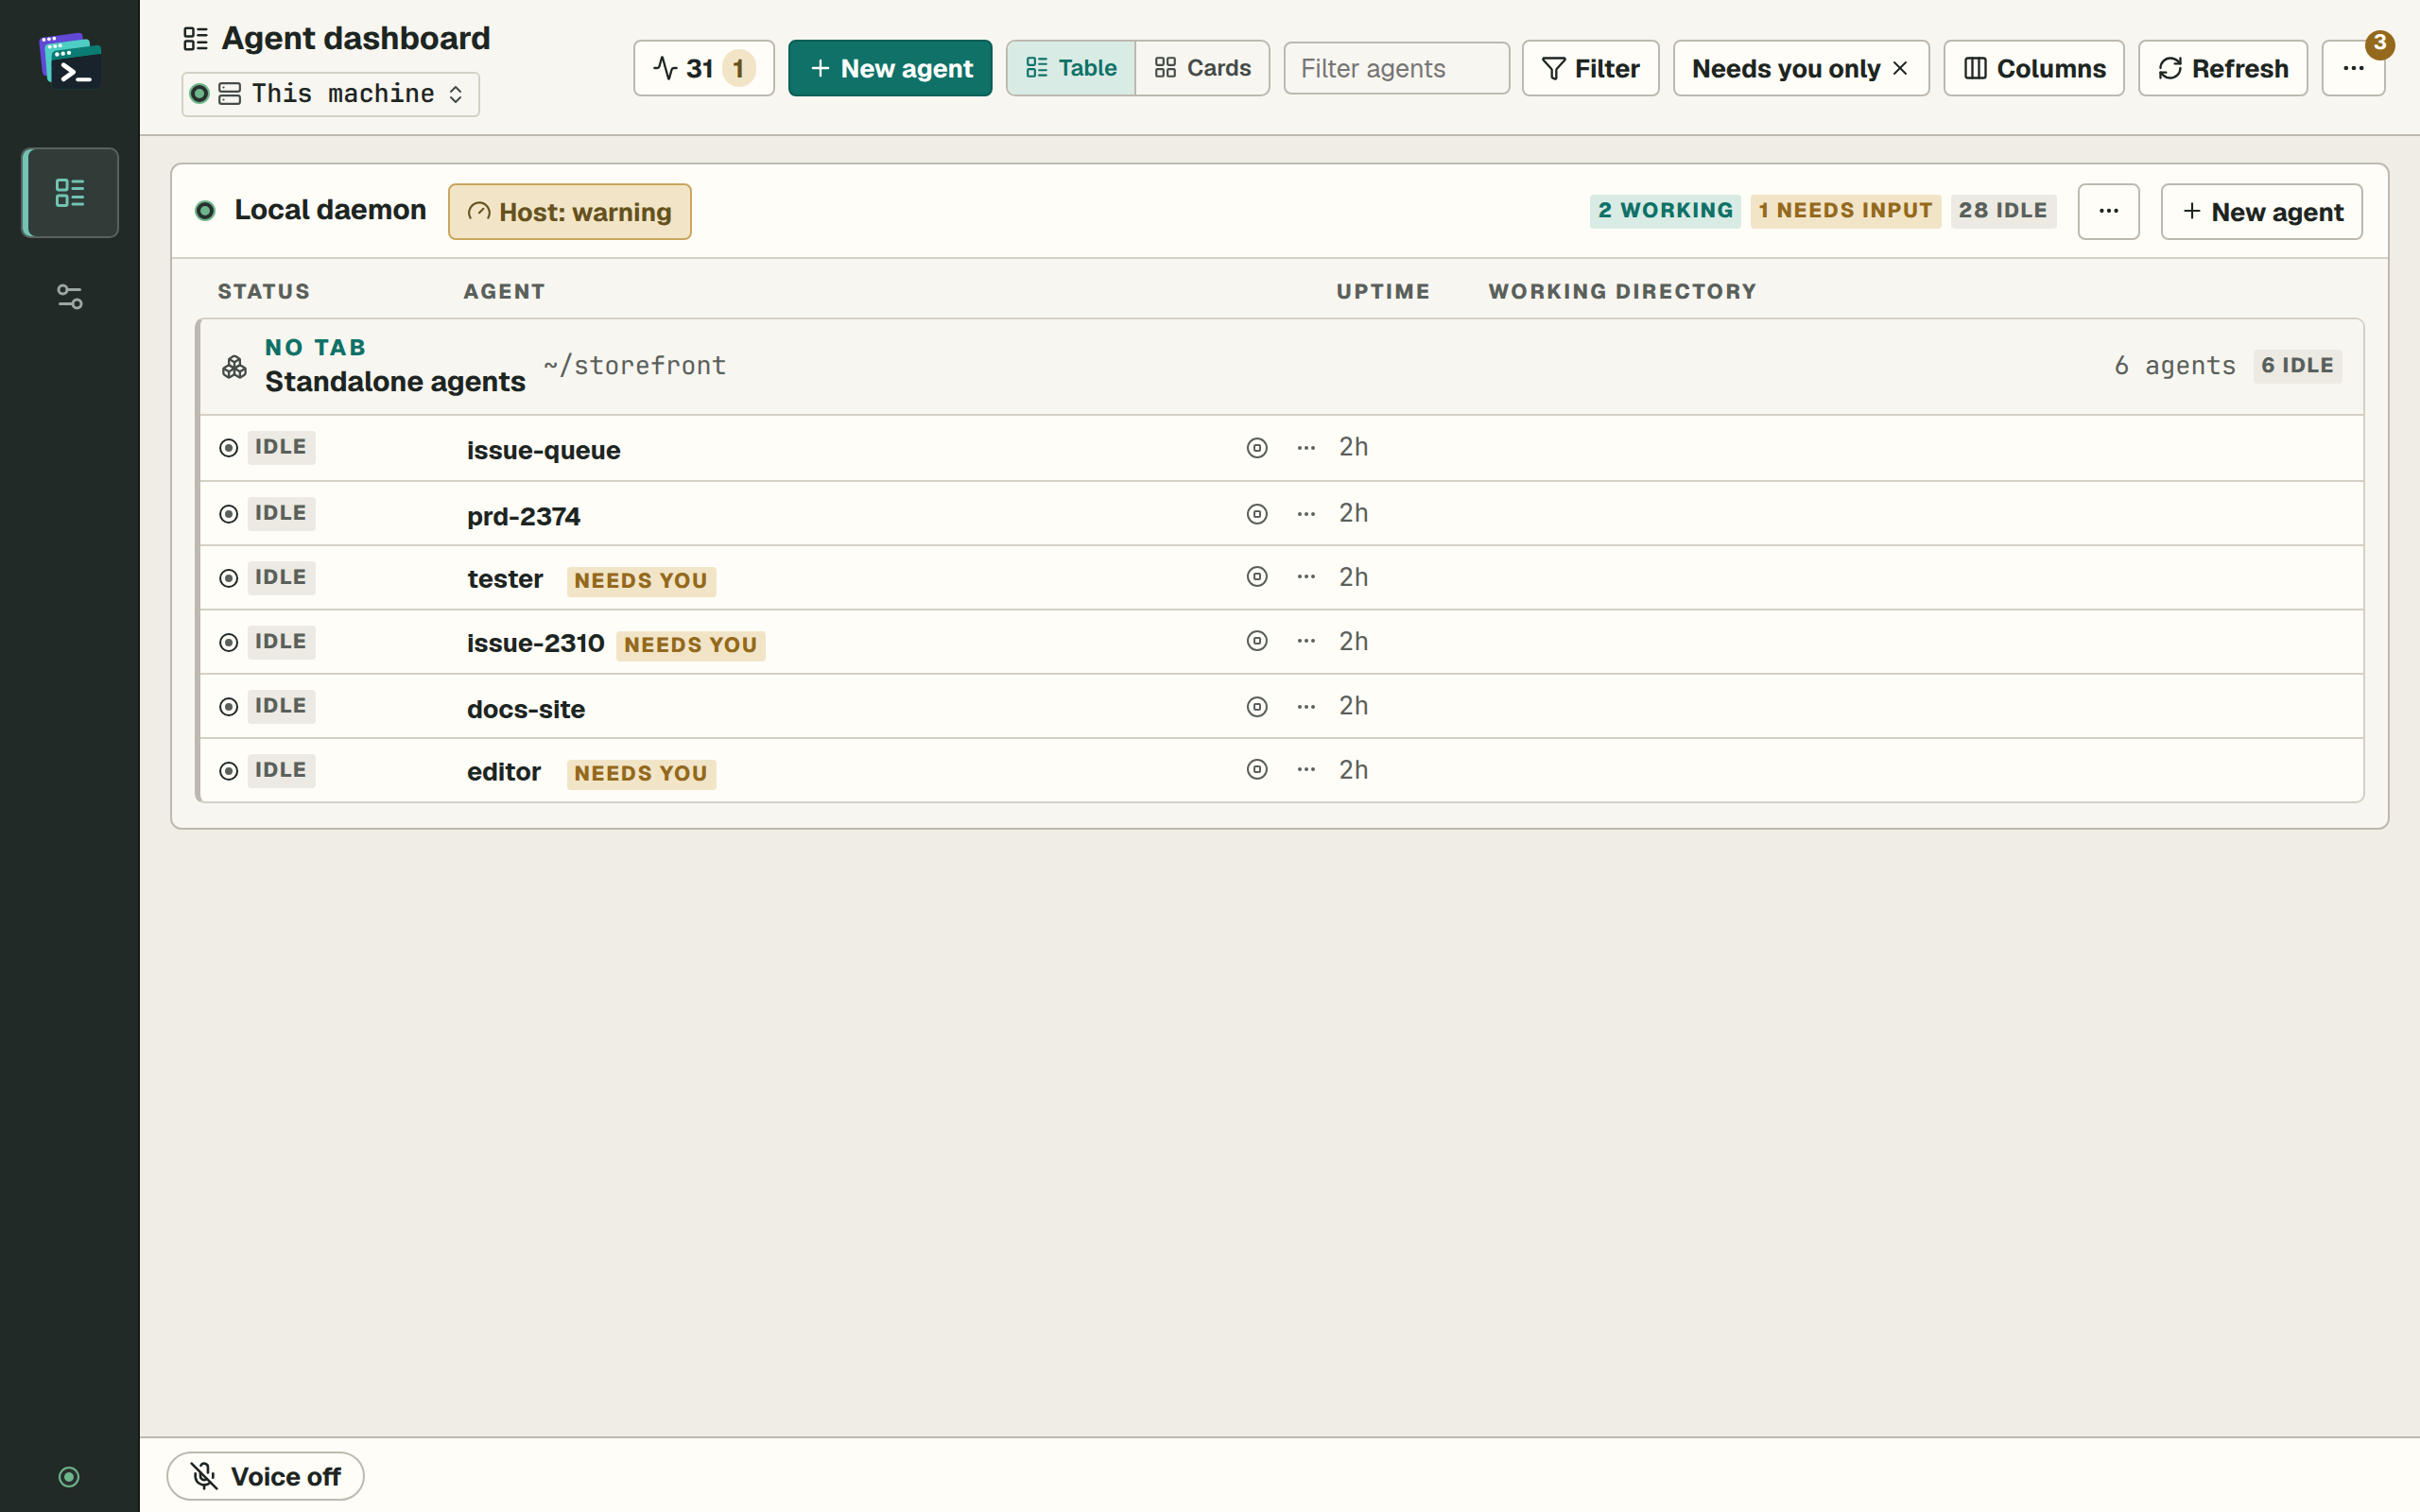 Agent dashboard
This machine
31 1
New agent
Table
Cards
Filter agents
Filter
Needs you only
Columns
Refresh
3
Local daemon
Host: warning
2 WORKING
1 NEEDS INPUT
28 IDLE
New agent
STATUS AGENT UPTIME WORKING DIRECTORY
NO TAB
Standalone agents
~/storefront
6 agents
6 IDLE
IDLE issue-queue 2h
IDLE prd-2374 2h
IDLE tester NEEDS YOU 2h
IDLE issue-2310 NEEDS YOU 2h
IDLE docs-site 2h
IDLE editor NEEDS YOU 2h
Voice off